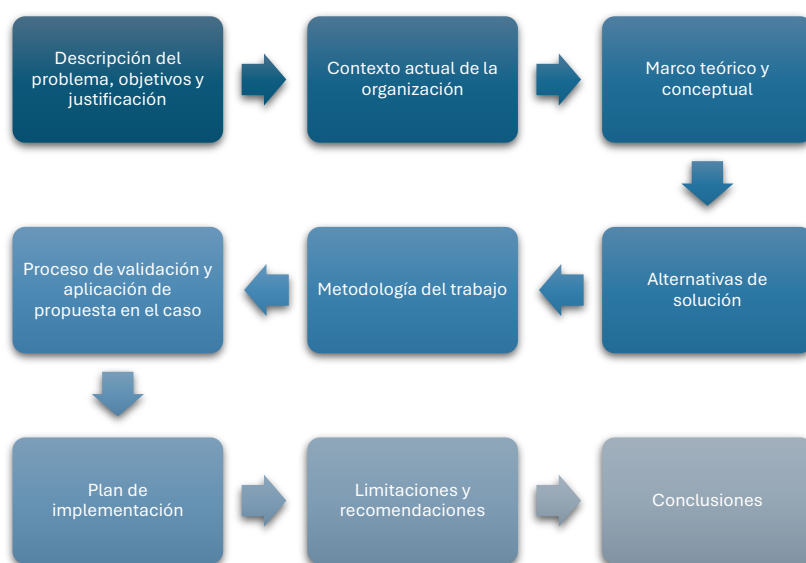 Descripción del
problema, objetivos y
justificación
Contexto actual de la
organización
Marco teórico y
conceptual
Alternativas de
solución
Metodología del trabajo
Proceso de validación y
aplicación de
propuesta en el caso
Plan de
implementación
Limitaciones y
recomendaciones
Conclusiones